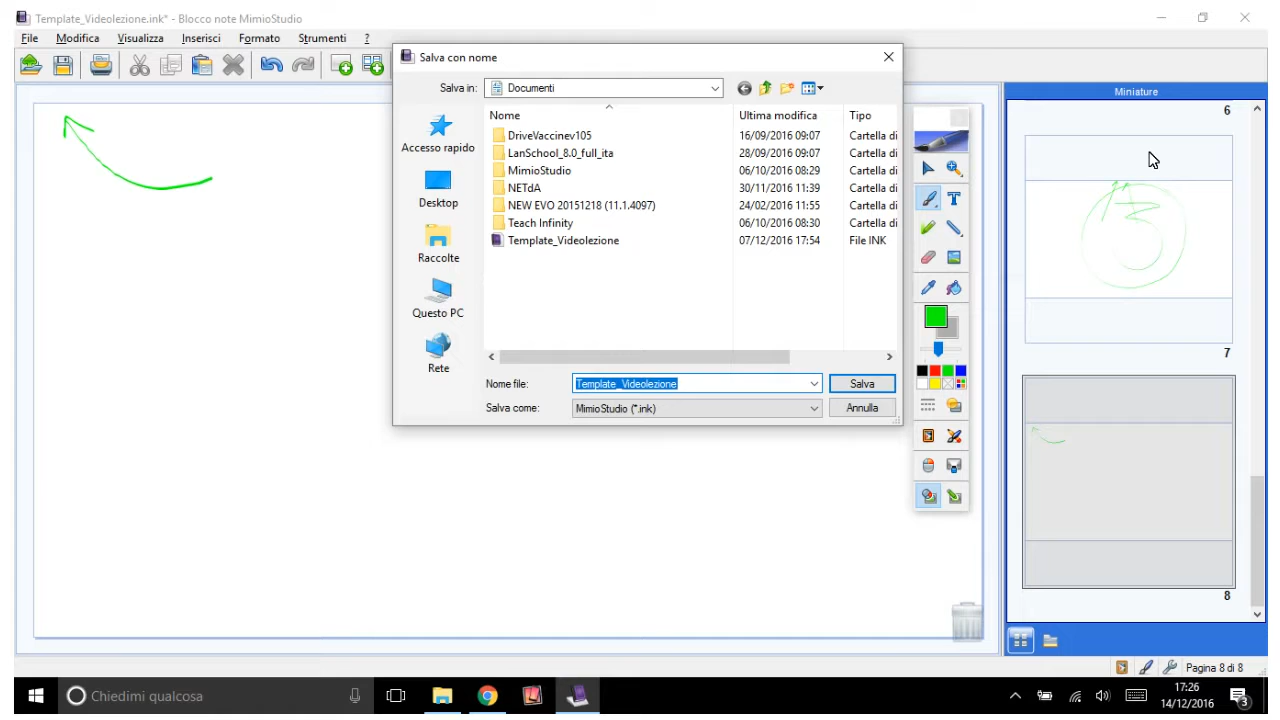 Template_Videolezione.ink* - Blocco note MimioStudio
File Modifica Visualizza Inserisci Formato Strumenti ?
Salva con nome
Salva in: Documenti
Miniature
Nome Ultima modifica Tipo
DriveVaccinev105 16/09/2016 09:07 Cartella di
LanSchool_8.0_full_ita 28/09/2016 09:07 Cartella di
MimioStudio 06/10/2016 08:29 Cartella di
NETdA 30/11/2016 11:39 Cartella di
NEW EVO 20151218 (11.1.4097) 24/02/2016 11:55 Cartella di
Teach Infinity 06/10/2016 08:30 Cartella di
Template_Videolezione 07/12/2016 17:54 File INK
Accesso rapido
Desktop
Raccolte
Questo PC
Rete
Nome file: Template_Videolezione Salva
Salva come: MimioStudio (*.ink) Annulla
T
6
7
8
Pagina 8 di 8
Chiedimi qualcosa
17:26
14/12/2016
3